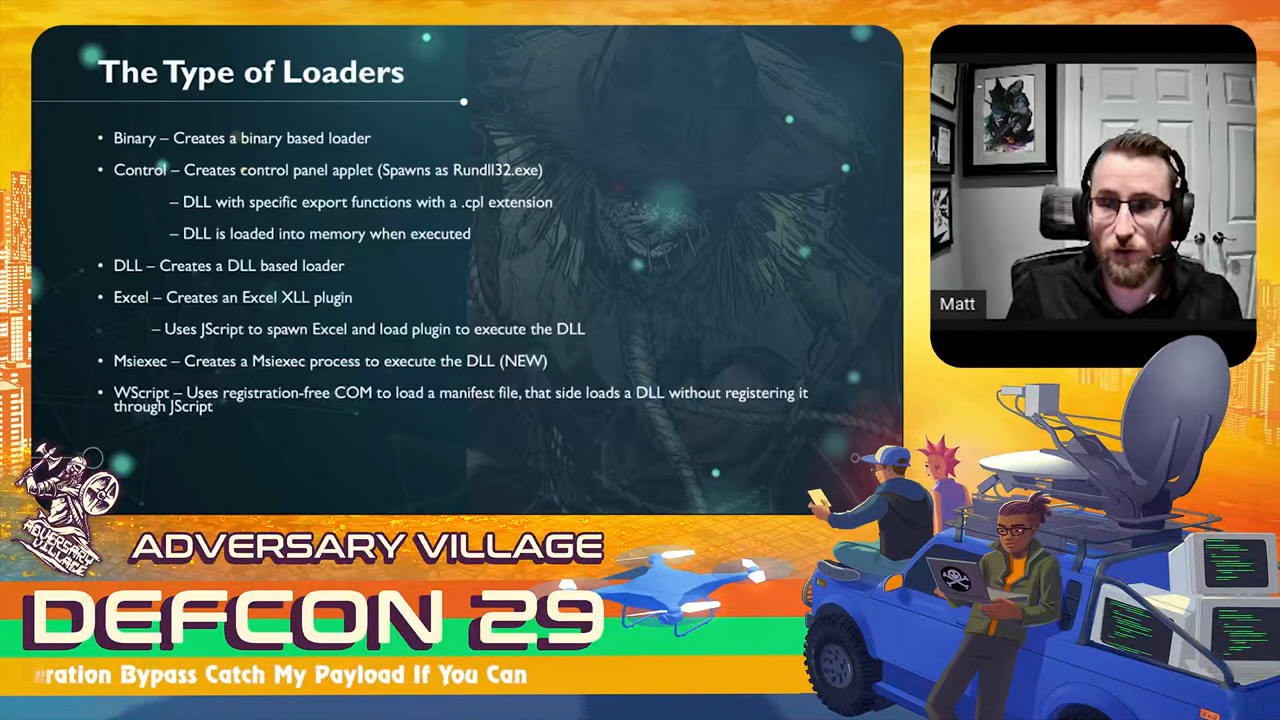 The Type of Loaders
• Binary – Creates a binary based loader
• Control – Creates control panel applet (Spawns as Rundll32.exe)
– DLL with specific export functions with a .cpl extension
– DLL is loaded into memory when executed
• DLL – Creates a DLL based loader
• Excel – Creates an Excel XLL plugin
– Uses JScript to spawn Excel and load plugin to execute the DLL
• Msiexec – Creates a Msiexec process to execute the DLL (NEW)
• WScript – Uses registration-free COM to load a manifest file, that side loads a DLL without registering it
through JScript
Matt
ADVERSARY VILLAGE
ADVERSARY VILLAGE
DEFCON 29
ration Bypass Catch My Payload If You Can